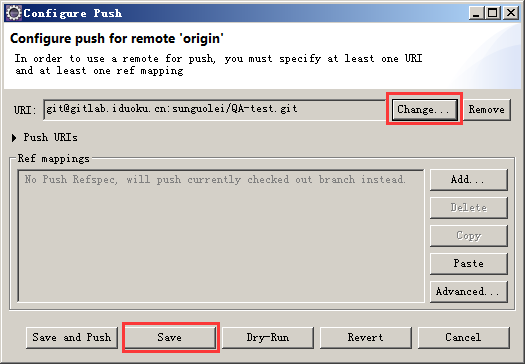 Configure Push
Configure push for remote 'origin'
In order to use a remote for push, you must specify at least one URI
and at least one ref mapping
URI: git@gitlab.iduoku.cn:sunguolei/QA-test.git Change... Remove
Push URIs
Ref mappings
No Push Refspec, will push currently checked out branch instead. Add...
Delete
Copy
Paste
Advanced...
Save and Push Save Dry-Run Revert Cancel